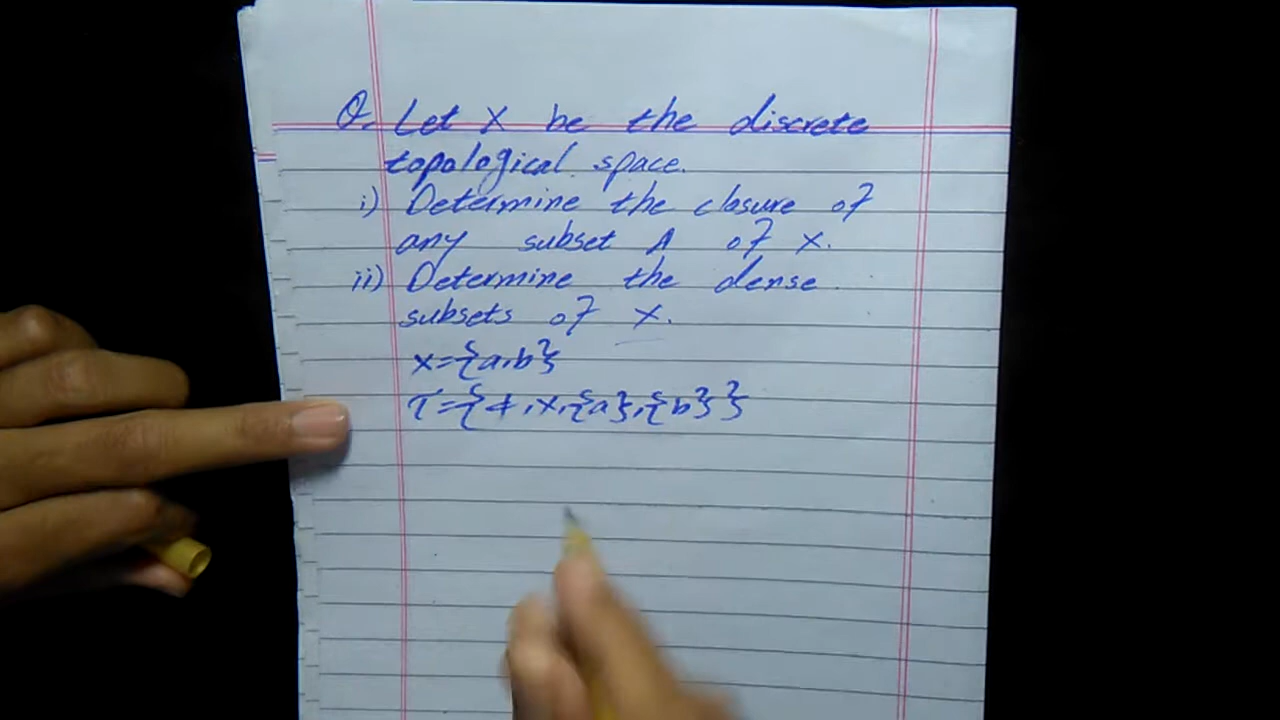 Q. Let X be the discrete
topological space.
i) Determine the closure of
any subset A of X.
ii) Determine the dense
subsets of X.
X={a,b}
τ={ϕ,X,{a},{b}}